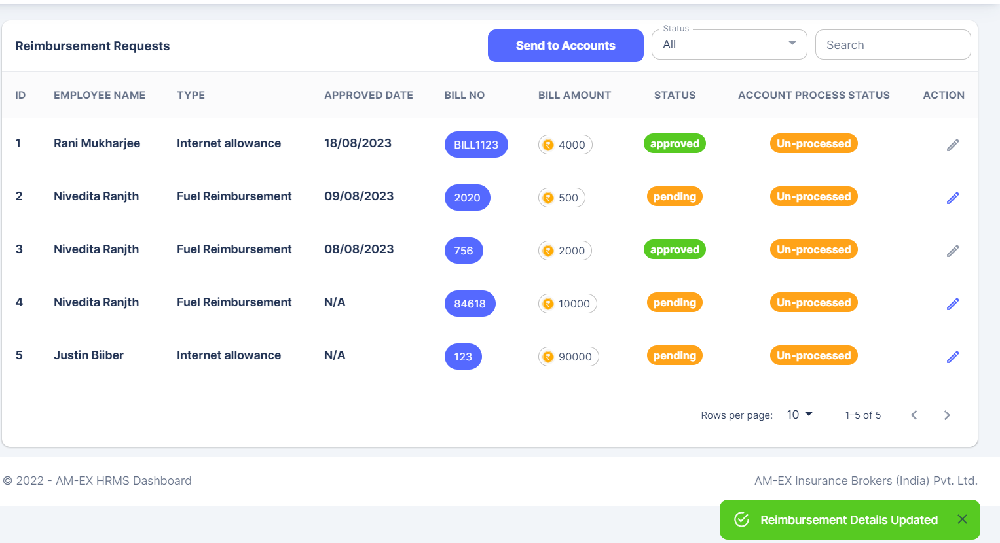 Reimbursement Requests Send to Accounts Status All Search
ID EMPLOYEE NAME TYPE APPROVED DATE BILL NO BILL AMOUNT STATUS ACCOUNT PROCESS STATUS ACTION
1 Rani Mukharjee Internet allowance 18/08/2023 BILL1123 ₹ 4000 approved Un-processed
2 Nivedita Ranjth Fuel Reimbursement 09/08/2023 2020 ₹ 500 pending Un-processed
3 Nivedita Ranjth Fuel Reimbursement 08/08/2023 756 ₹ 2000 approved Un-processed
4 Nivedita Ranjth Fuel Reimbursement N/A 84618 ₹ 10000 pending Un-processed
5 Justin Biiber Internet allowance N/A 123 ₹ 90000 pending Un-processed
Rows per page: 10 1–5 of 5
© 2022 - AM-EX HRMS Dashboard AM-EX Insurance Brokers (India) Pvt. Ltd.
Reimbursement Details Updated